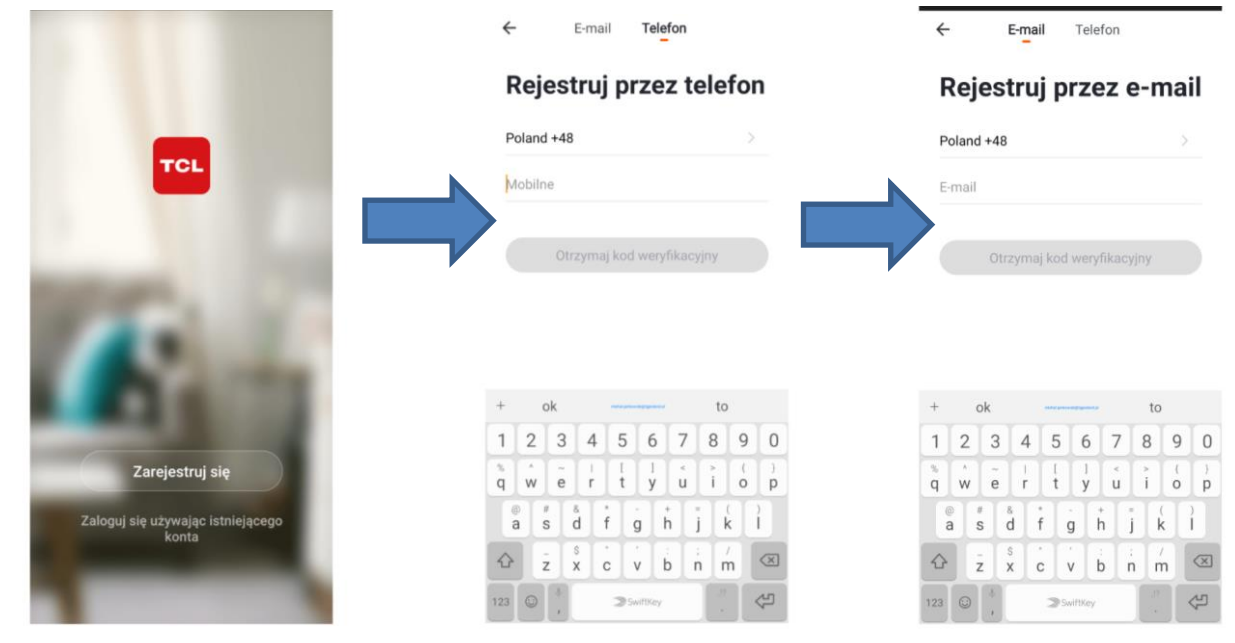 TCL
Zarejestruj się
Zaloguj się używając istniejącego
konta
E-mail Telefon
Rejestruj przez telefon
Poland +48
Mobilne
Otrzymaj kod weryfikacyjny
+ ok to
1 2 3 4 5 6 7 8 9 0
q w e r t y u i o p
a s d f g h j k l
z x c v b n m
123 , SwiftKey .
E-mail Telefon
Rejestruj przez e-mail
Poland +48
E-mail
Otrzymaj kod weryfikacyjny
+ ok to
1 2 3 4 5 6 7 8 9 0
q w e r t y u i o p
a s d f g h j k l
z x c v b n m
123 , SwiftKey .